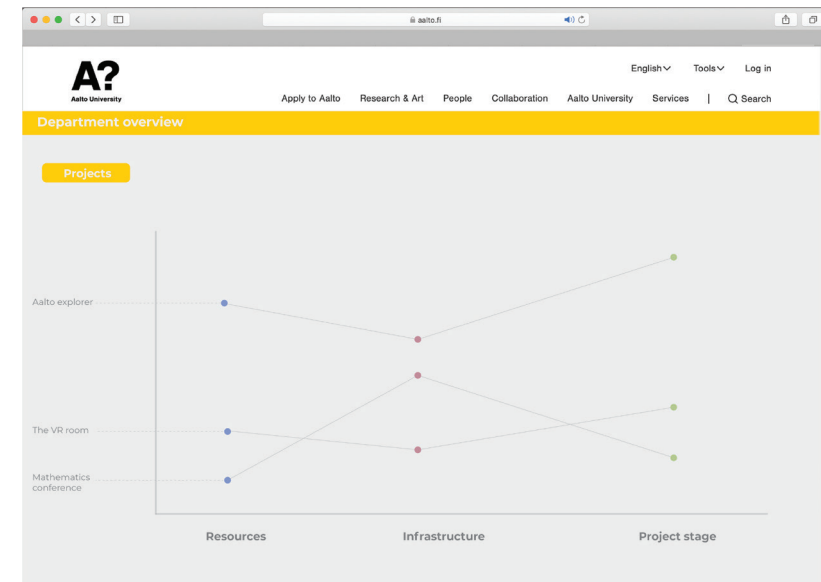 aalto.fi
English Tools Log in
A?
Aalto University
Apply to Aalto Research & Art People Collaboration Aalto University Services | Search
Department overview
Projects
Aalto explorer
The VR room
Mathematics
conference
Resources Infrastructure Project stage